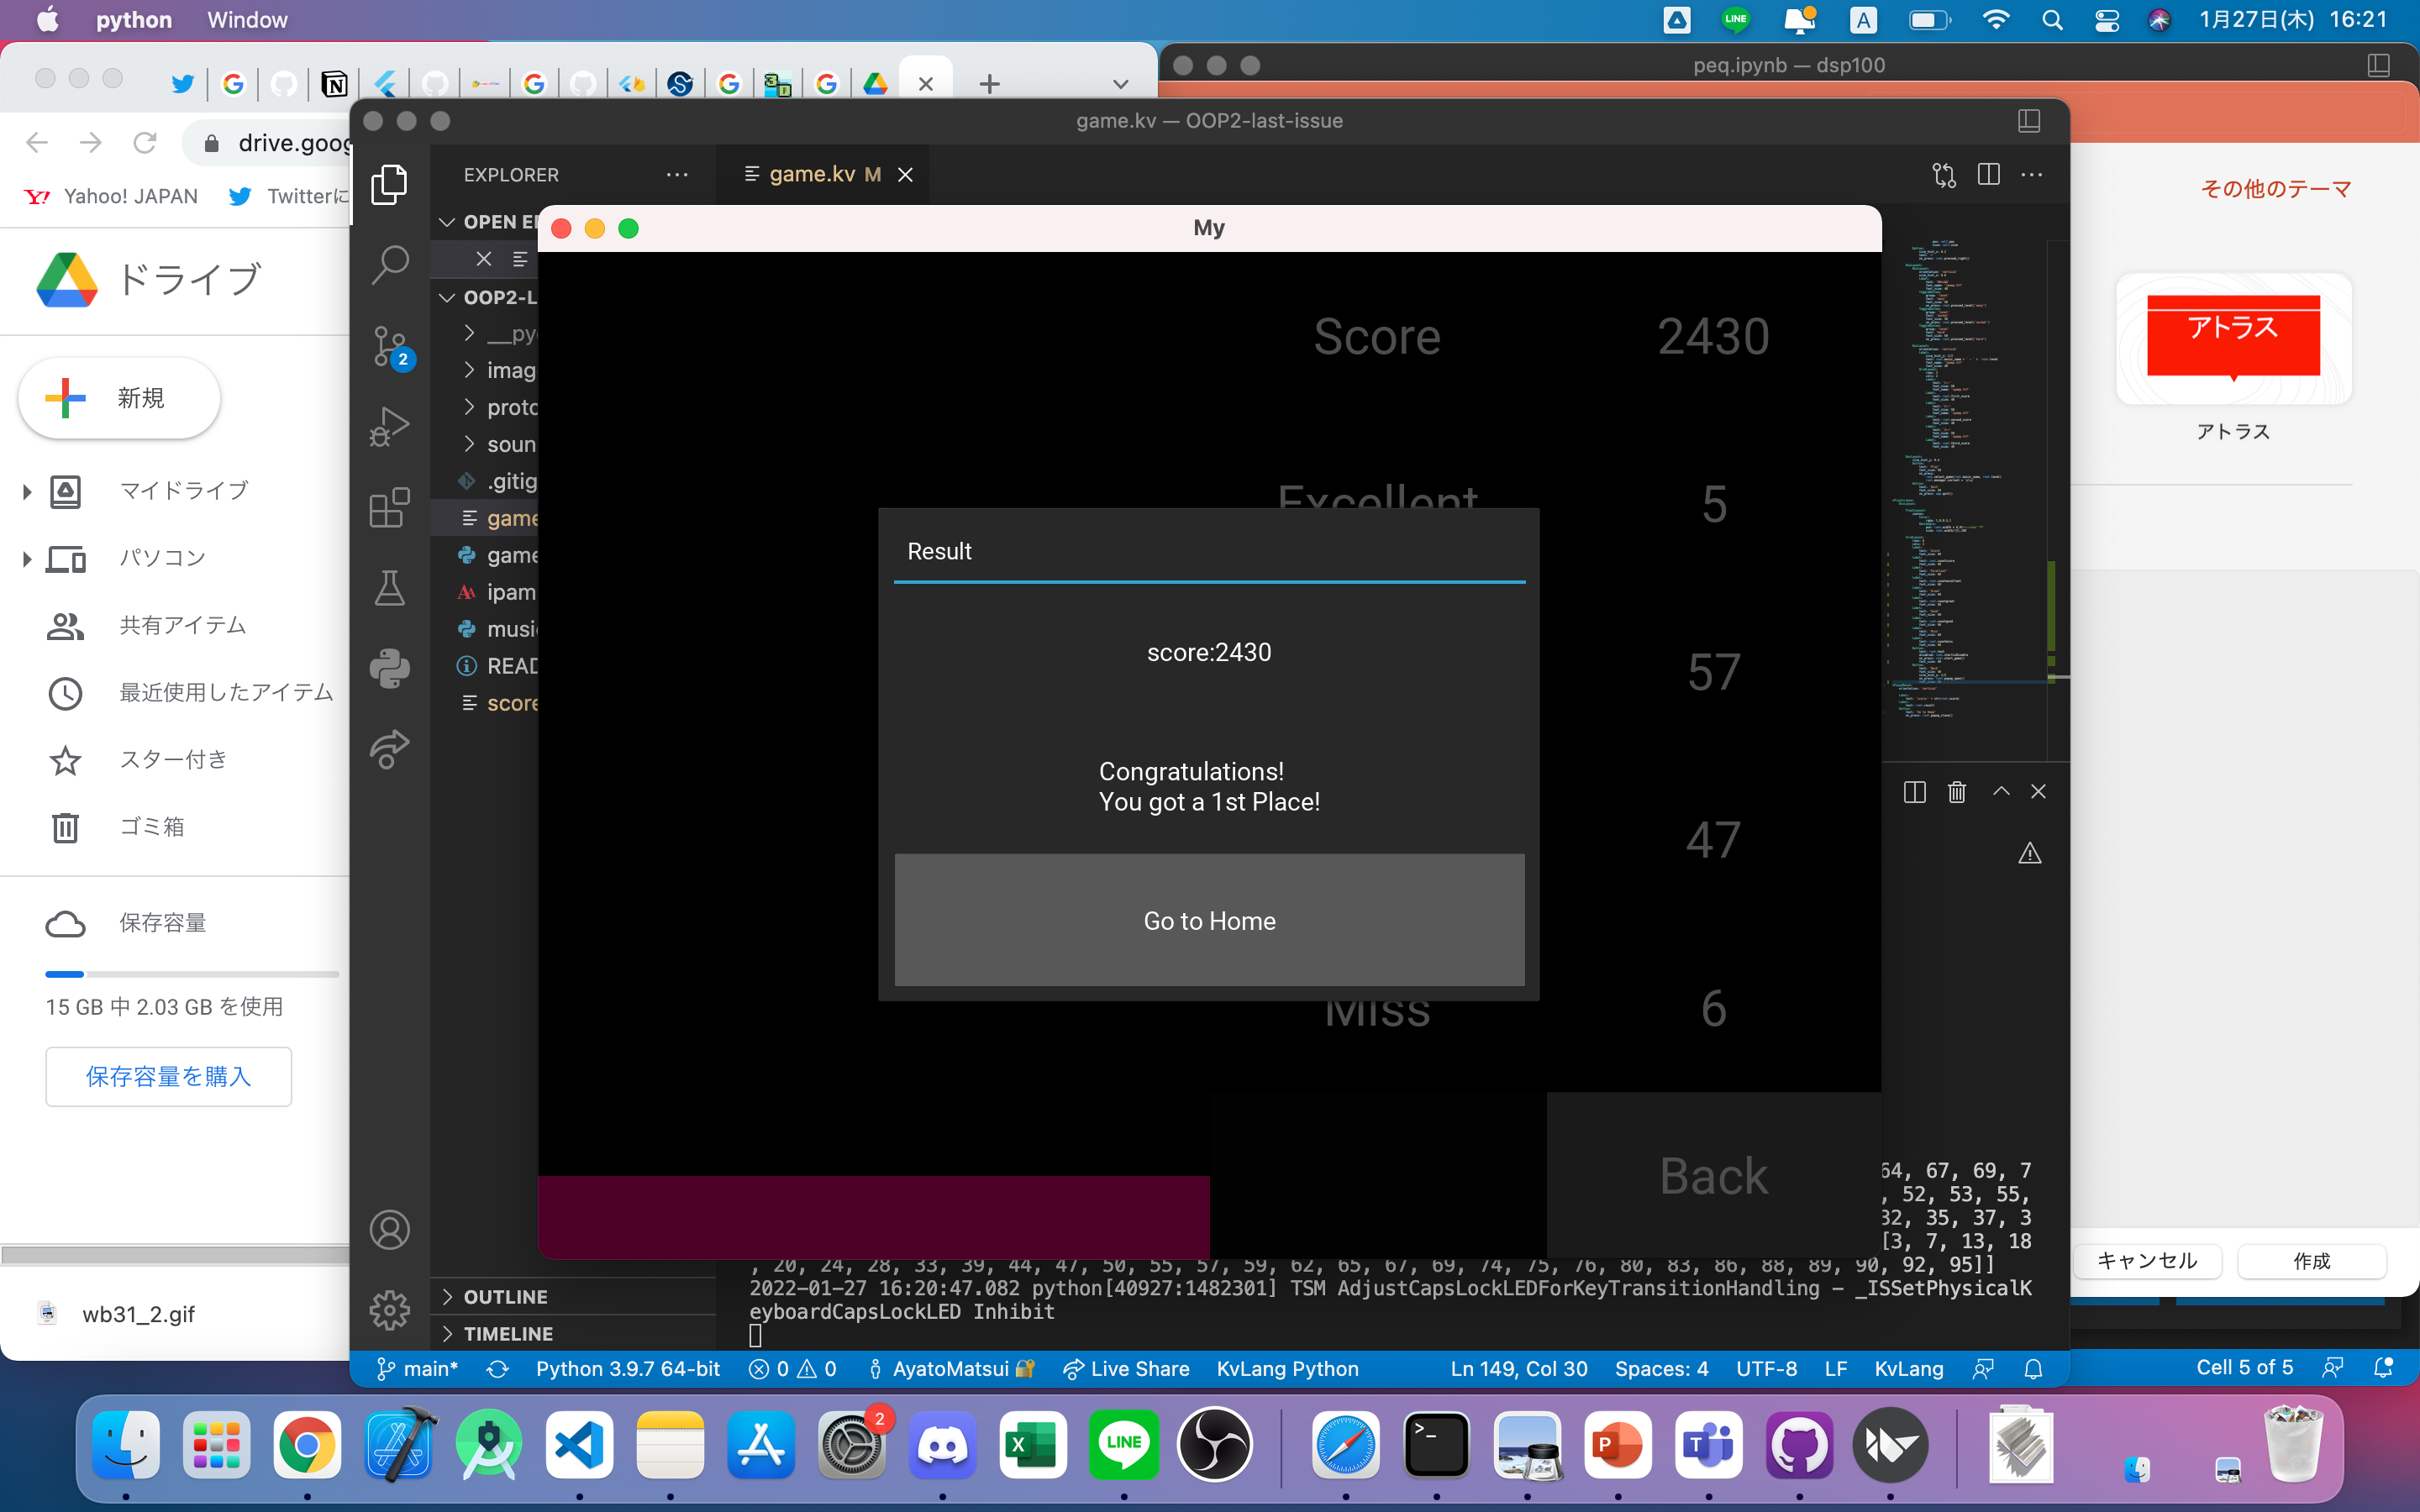 python Window
LINE
A
1月27日(木) 16:21
peq.ipynb — dsp100
game.kv — OOP2-last-issue
drive.goog
Yahoo! JAPAN
Twitterに
その他のテーマ
EXPLORER
game.kv M
OPEN E
OOP2-L
My
ドライブ
新規
マイドライブ
パソコン
共有アイテム
最近使用したアイテム
スター付き
ゴミ箱
保存容量
15 GB 中 2.03 GB を使用
保存容量を購入
wb31_2.gif
2
__py
imag
proto
soun
.gitig
game
game
ipam
musi
READ
score
OUTLINE
TIMELINE
Score 2430
Excellent 5
57
47
Miss 6
Back
Result
score:2430
Congratulations!
You got a 1st Place!
Go to Home
アトラス
アトラス
64, 67, 69, 7
, 52, 53, 55,
32, 35, 37, 3
[3, 7, 13, 18
, 20, 24, 28, 33, 39, 44, 47, 50, 55, 57, 59, 62, 65, 67, 69, 74, 75, 76, 80, 83, 86, 88, 89, 90, 92, 95]]
2022-01-27 16:20:47.082 python[40927:1482301] TSM AdjustCapsLockLEDForKeyTransitionHandling - _ISSetPhysicalK
eyboardCapsLockLED Inhibit
キャンセル
作成
main* Python 3.9.7 64-bit 0 0 AyatoMatsui Live Share KvLang Python Ln 149, Col 30 Spaces: 4 UTF-8 LF KvLang
Cell 5 of 5
2
LINE